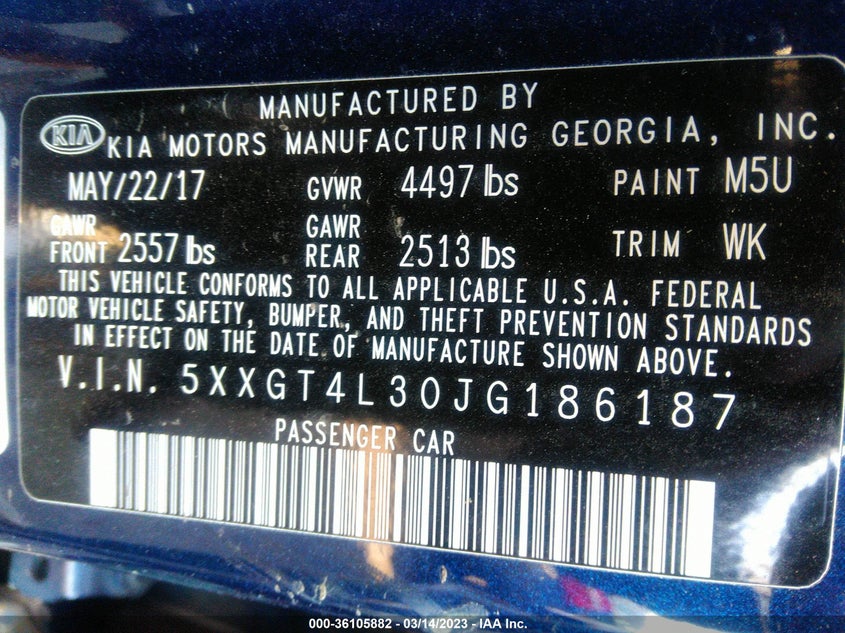 MANUFACTURED BY
KIA KIA MOTORS MANUFACTURING GEORGIA, INC.
MAY/22/17 GVWR 4497 lbs PAINT M5U
GAWR FRONT 2557 lbs GAWR REAR 2513 lbs TRIM WK
THIS VEHICLE CONFORMS TO ALL APPLICABLE U.S.A. FEDERAL
MOTOR VEHICLE SAFETY, BUMPER, AND THEFT PREVENTION STANDARDS
IN EFFECT ON THE DATE OF MANUFACTURE SHOWN ABOVE.
V.I.N. 5XXGT4L30JG186187
PASSENGER CAR
000-36105882 - 03/14/2023 - IAA Inc.